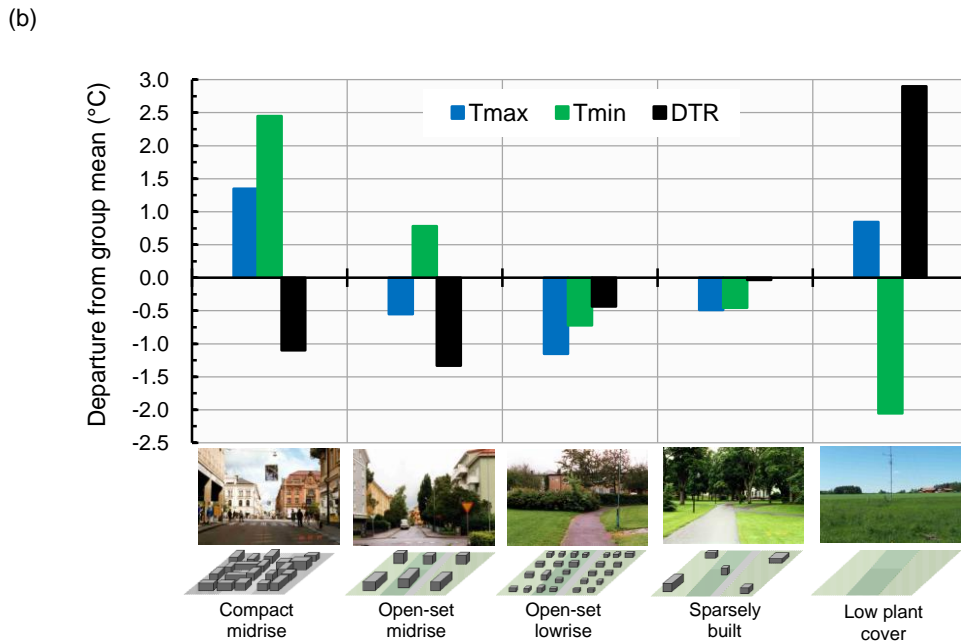 (b)
Departure from group mean (°C)
3.0
2.5
2.0
1.5
1.0
0.5
0.0
-0.5
-1.0
-1.5
-2.0
-2.5
Tmax Tmin DTR
Compact
midrise
Open-set
midrise
Open-set
lowrise
Sparsely
built
Low plant
cover